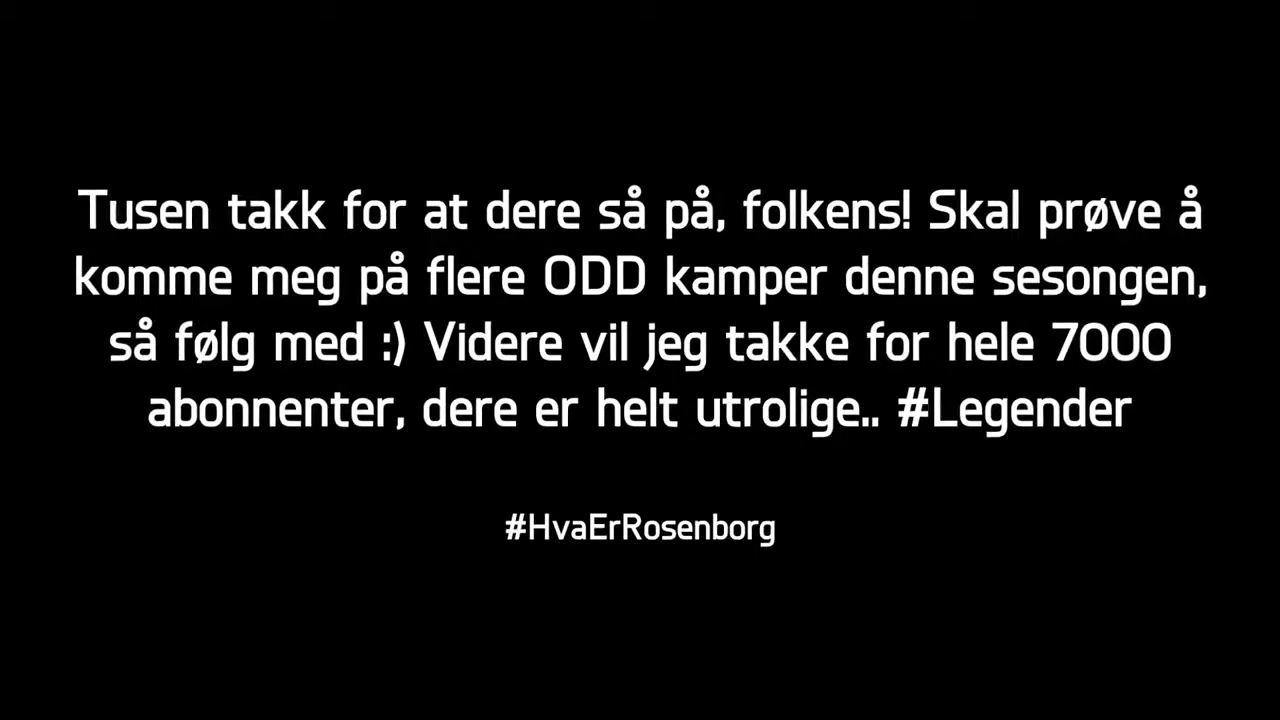 Tusen takk for at dere så på, folkens! Skal prøve å
komme meg på flere ODD kamper denne sesongen,
så følg med :) Videre vil jeg takke for hele 7000
abonnenter, dere er helt utrolige.. #Legender
#HvaErRosenborg